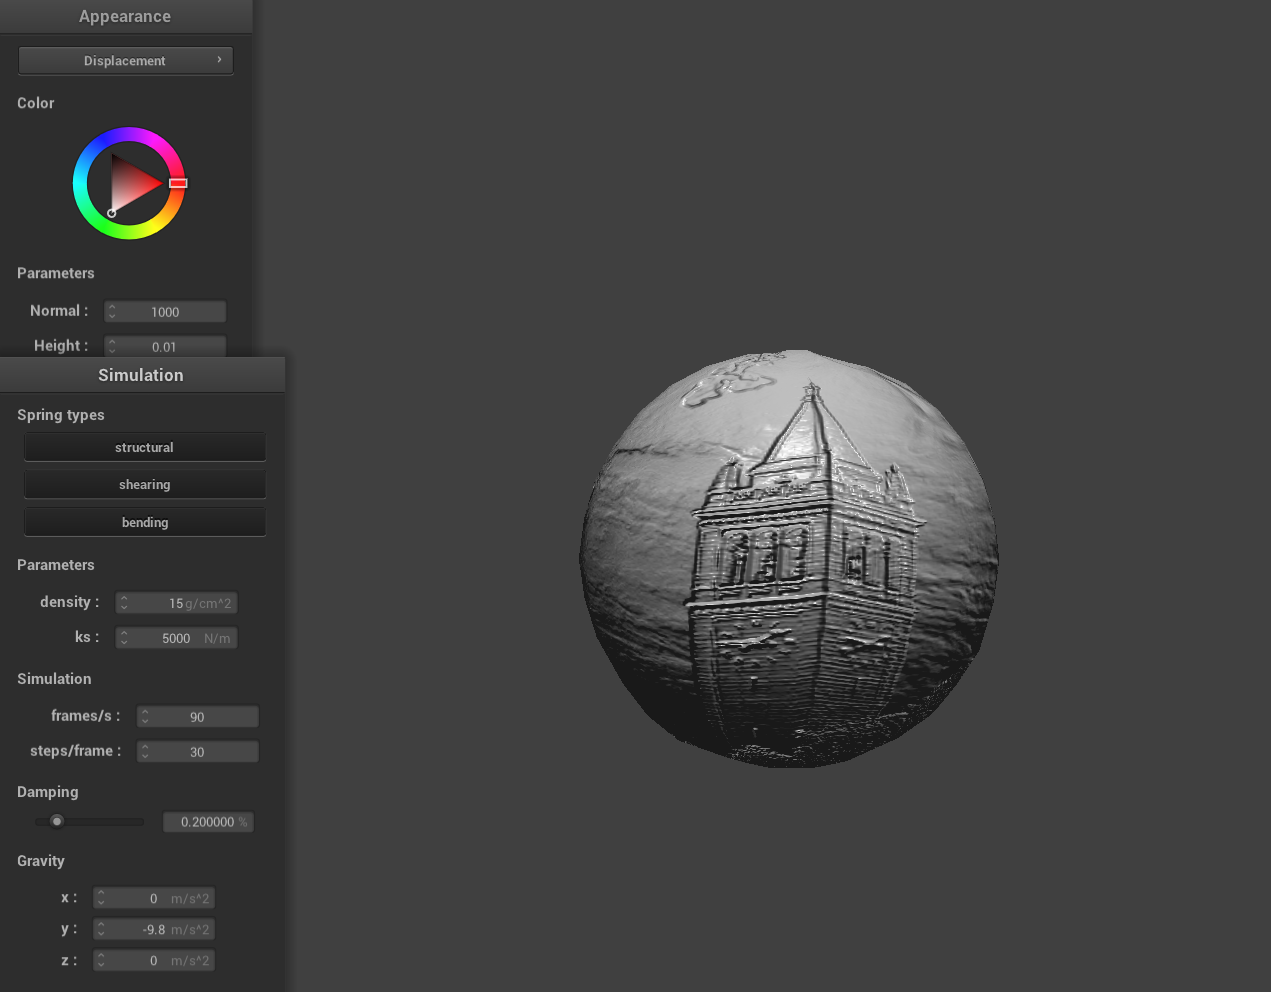 Appearance
Displacement
Color
Parameters
Normal : 1000
Height : 0.01
Simulation
Spring types
structural
shearing
bending
Parameters
density : 15 g/cm^2
ks : 5000 N/m
Simulation
frames/s : 90
steps/frame : 30
Damping
0.200000 %
Gravity
x : 0 m/s^2
y : -9.8 m/s^2
z : 0 m/s^2